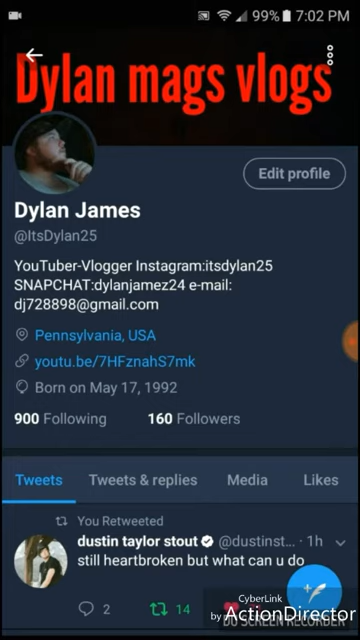 99% 7:02 PM
Dylan mags vlogs
Edit profile
Dylan James
@ItsDylan25
YouTuber-Vlogger Instagram:itsdylan25
SNAPCHAT:dylanjamez24 e-mail:
dj728898@gmail.com
Pennsylvania, USA
youtu.be/7HFznahS7mk
Born on May 17, 1992
900 Following 160 Followers
Tweets Tweets & replies Media Likes
You Retweeted
dustin taylor stout @dustinst... · 1h
still heartbroken but what can u do
2 14
CyberLink
by ActionDirector
DU SCREEN RECORDER